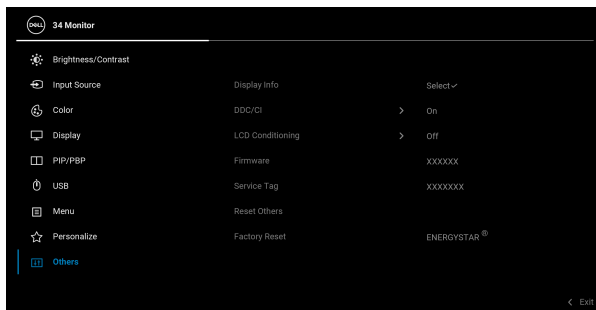 DELL 34 Monitor
Brightness/Contrast
Input Source Display Info Select✓
Color DDC/CI > On
Display LCD Conditioning > Off
PIP/PBP Firmware XXXXXX
USB Service Tag XXXXXXX
Menu Reset Others
Personalize Factory Reset ENERGYSTAR®
Others
< Exit